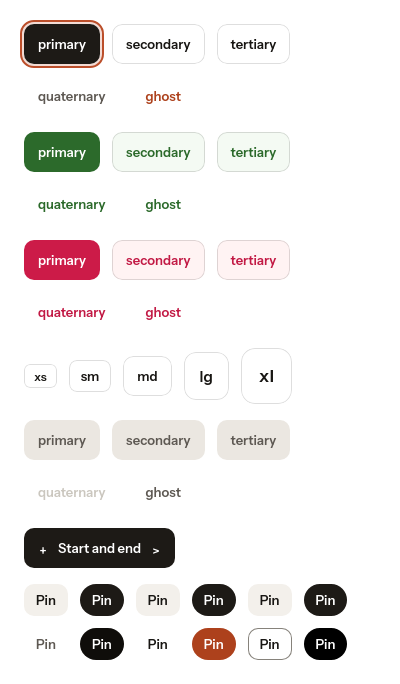 primary secondary tertiary
quaternary ghost
primary secondary tertiary
quaternary ghost
primary secondary tertiary
quaternary ghost
xs sm md lg xl
primary secondary tertiary
quaternary ghost
+ Start and end >
Pin Pin Pin Pin Pin Pin
Pin Pin Pin Pin Pin Pin